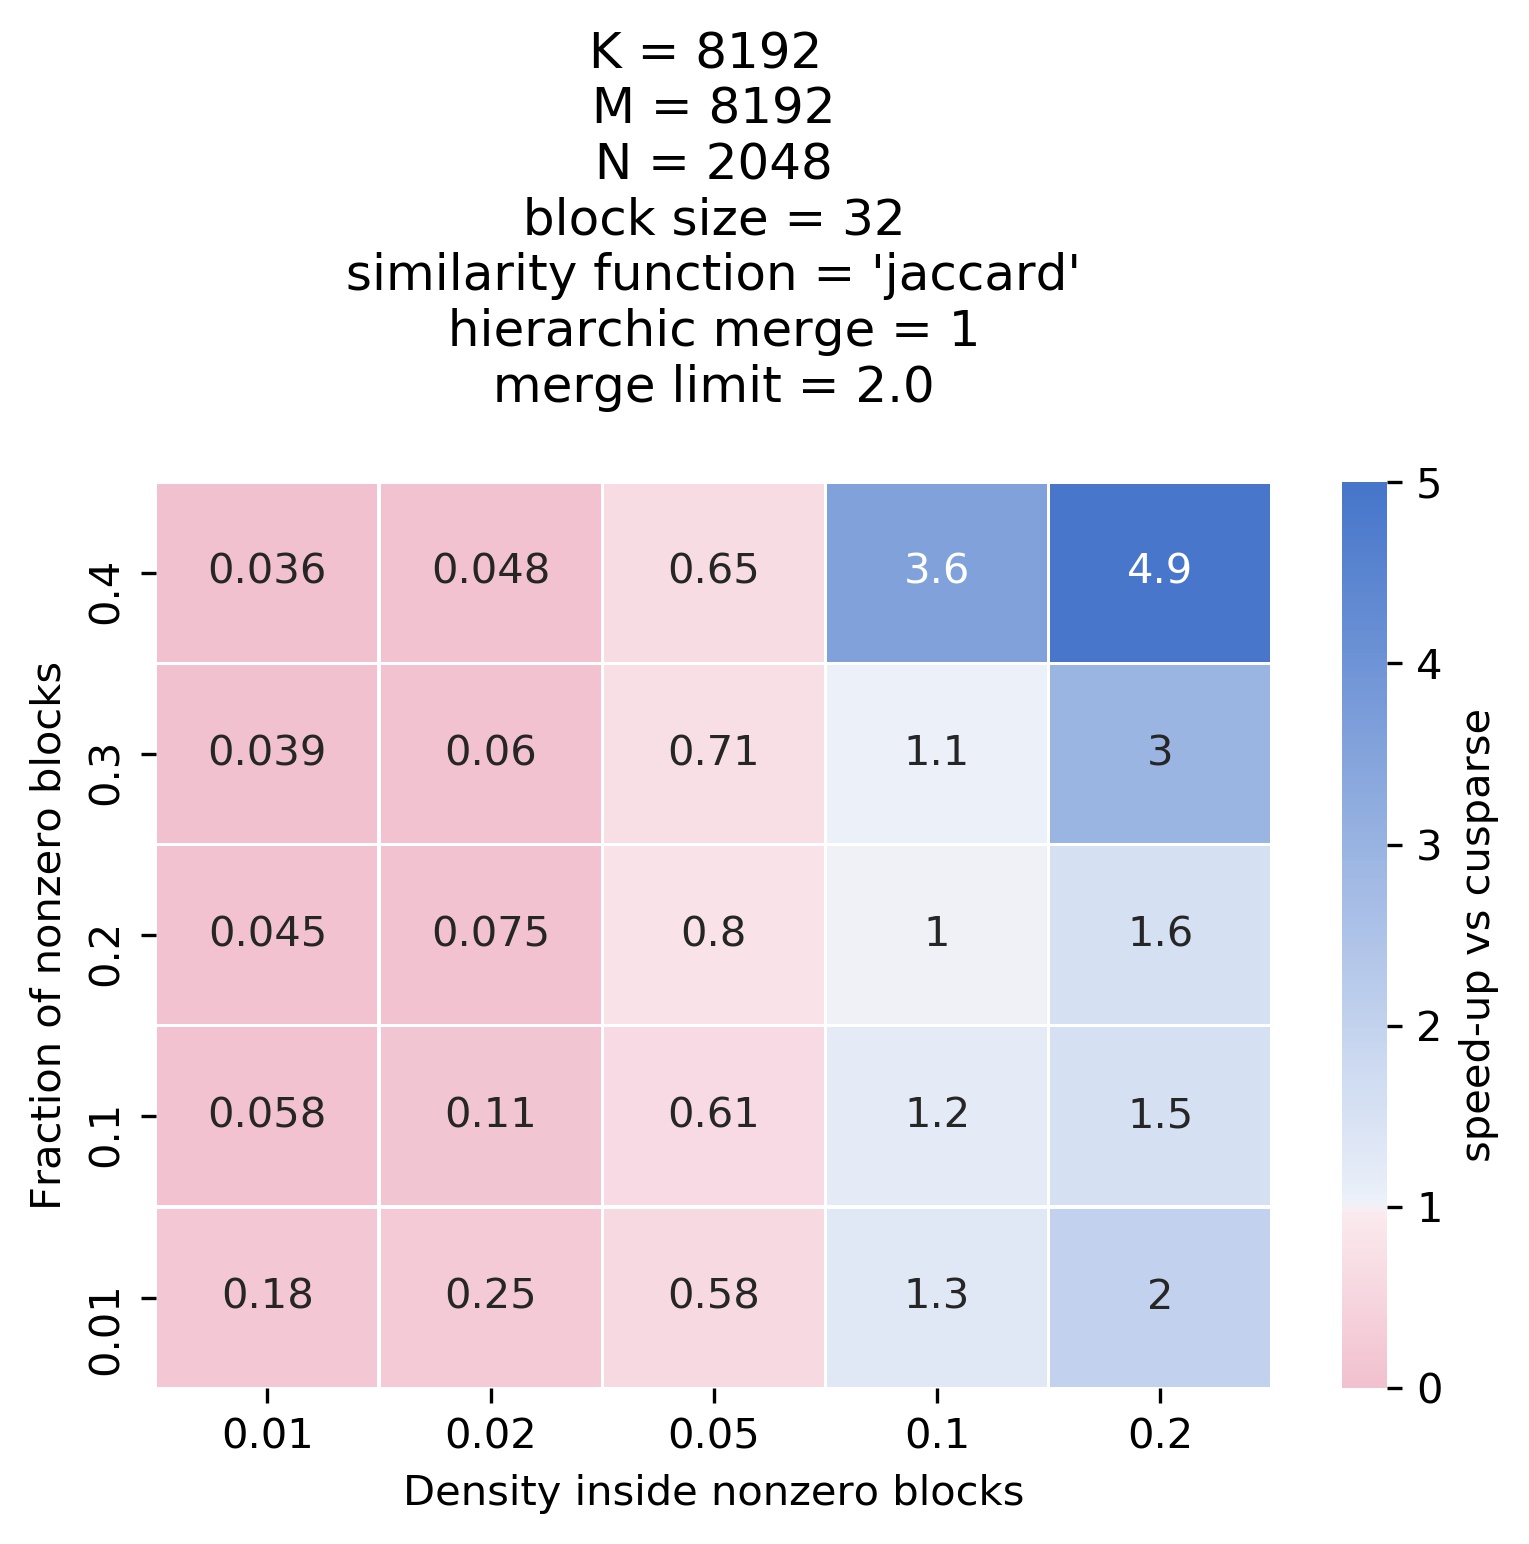 K = 8192
M = 8192
N = 2048
block size = 32
similarity function = 'jaccard'
hierarchic merge = 1
merge limit = 2.0
Fraction of nonzero blocks
0.4
0.036 0.048 0.65 3.6 4.9
0.3
0.039 0.06 0.71 1.1 3
0.2
0.045 0.075 0.8 1 1.6
0.1
0.058 0.11 0.61 1.2 1.5
0.01
0.18 0.25 0.58 1.3 2
0.01 0.02 0.05 0.1 0.2
Density inside nonzero blocks
5
4
3
2
1
0
speed-up vs cusparse